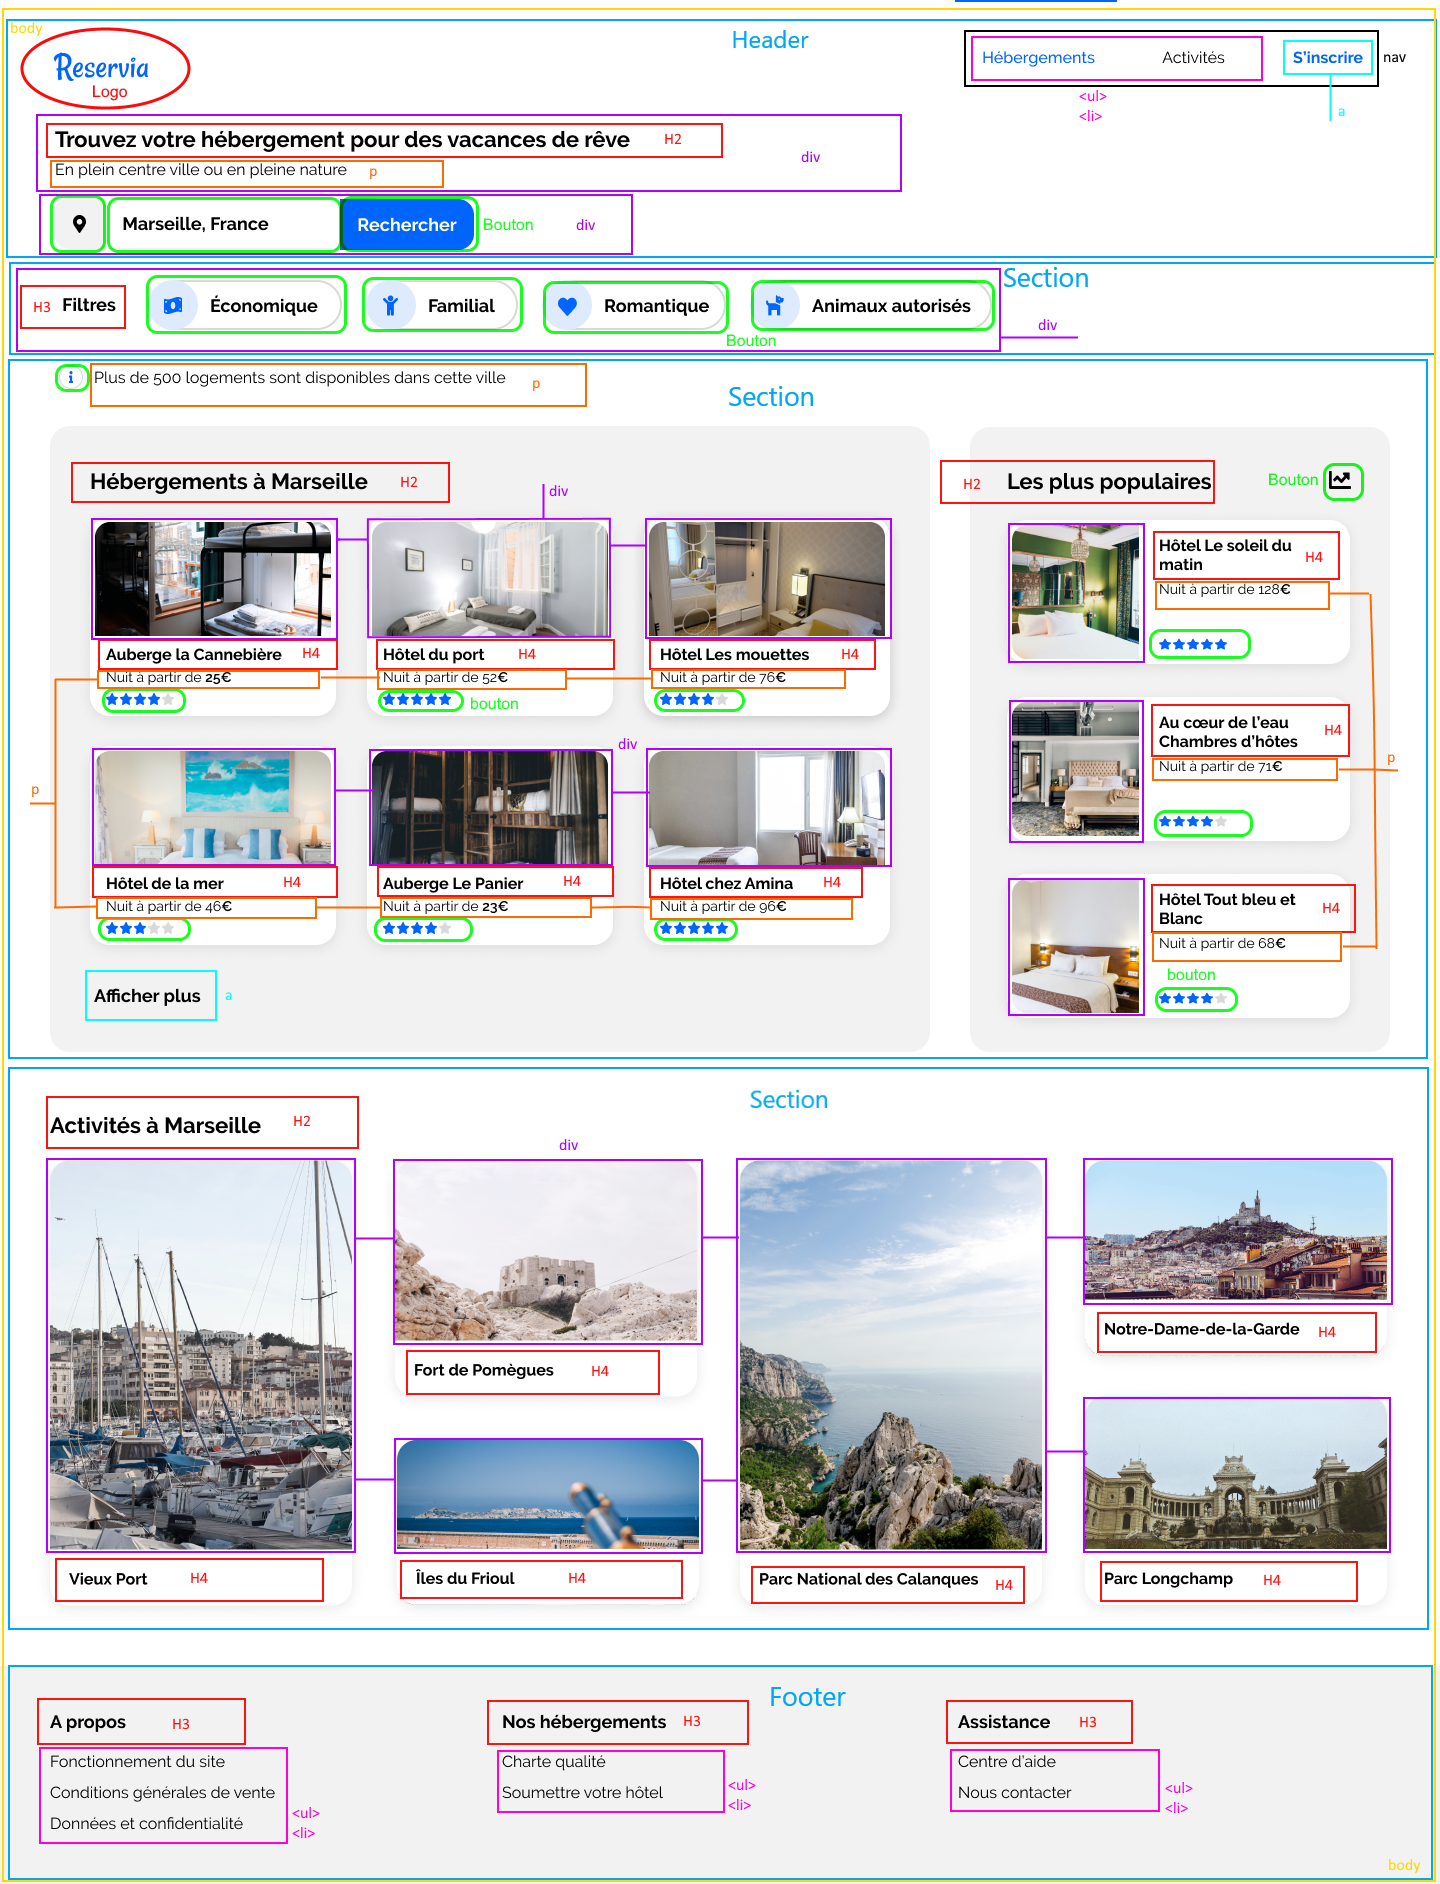 body
Header
Reservia
Logo
Hébergements
Activités
S'inscrire
nav
<ul>
<li>
a
Trouvez votre hébergement pour des vacances de rêve
H2
En plein centre ville ou en pleine nature
p
div
Marseille, France
Rechercher
Bouton
div
Section
H3
Filtres
Économique
Familial
Romantique
Animaux autorisés
Bouton
div
Plus de 500 logements sont disponibles dans cette ville
p
Section
Hébergements à Marseille
H2
div
Auberge la Cannebière
H4
Nuit à partir de 25€
Hôtel du port
H4
Nuit à partir de 52€
bouton
Hôtel Les mouettes
H4
Nuit à partir de 76€
div
p
Hôtel de la mer
H4
Nuit à partir de 46€
Auberge Le Panier
H4
Nuit à partir de 23€
Hôtel chez Amina
H4
Nuit à partir de 96€
Afficher plus
a
H2
Les plus populaires
Bouton
Hôtel Le soleil du
matin
H4
Nuit à partir de 128€
Au cœur de l'eau
Chambres d'hôtes
H4
Nuit à partir de 71€
p
Hôtel Tout bleu et
Blanc
H4
Nuit à partir de 68€
bouton
Section
Activités à Marseille
H2
div
Vieux Port
H4
Fort de Pomègues
H4
Îles du Frioul
H4
Parc National des Calanques
H4
Notre-Dame-de-la-Garde
H4
Parc Longchamp
H4
Footer
A propos
H3
Fonctionnement du site
Conditions générales de vente
Données et confidentialité
<ul>
<li>
Nos hébergements
H3
Charte qualité
Soumettre votre hôtel
<ul>
<li>
Assistance
H3
Centre d'aide
Nous contacter
<ul>
<li>
body